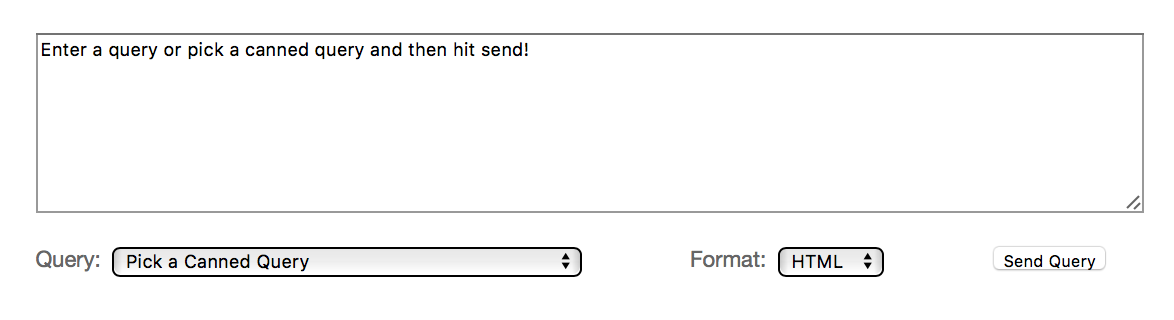 Enter a query or pick a canned query and then hit send!
Query: Pick a Canned Query Format: HTML Send Query